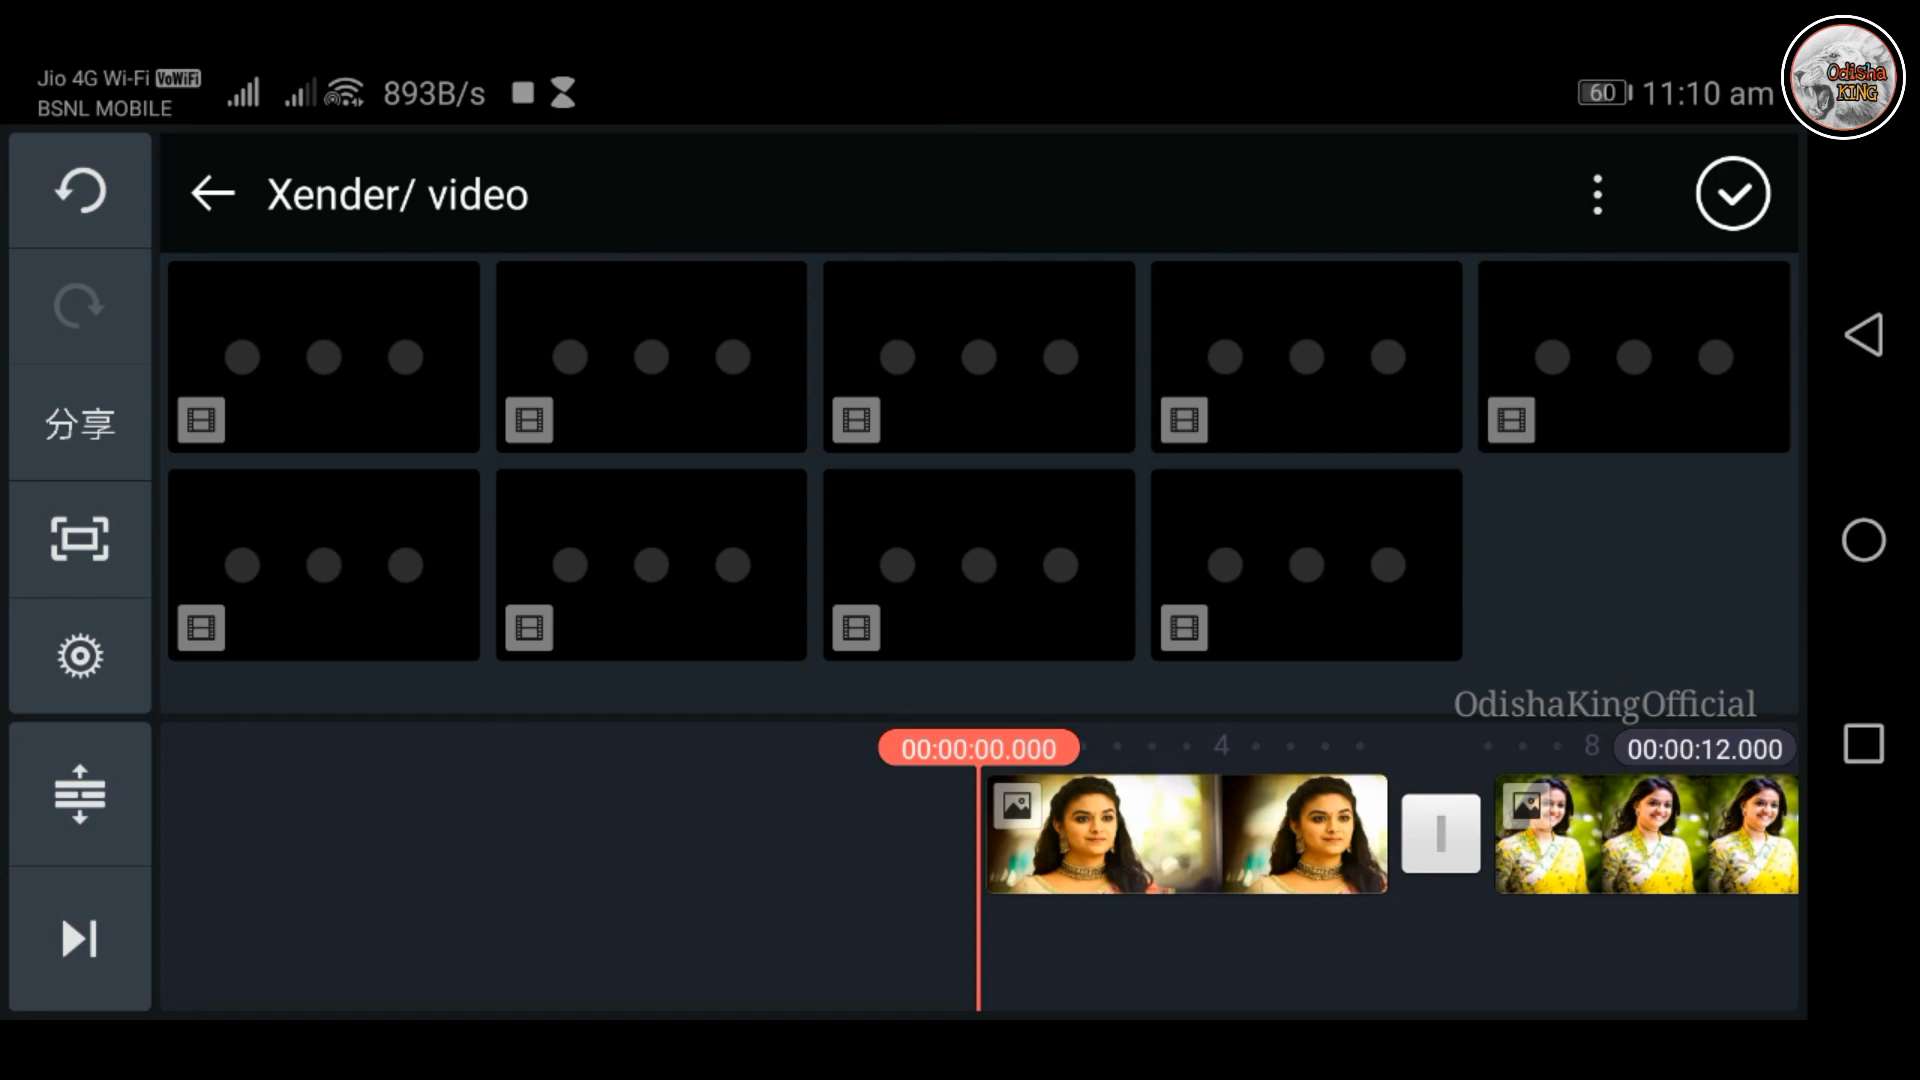 Jio 4G Wi-Fi VoWiFi
BSNL MOBILE
893B/s
60
11:10 am
Odisha
KING
Xender/ video
分享
OdishaKingOfficial
00:00:00.000
4
8
00:00:12.000